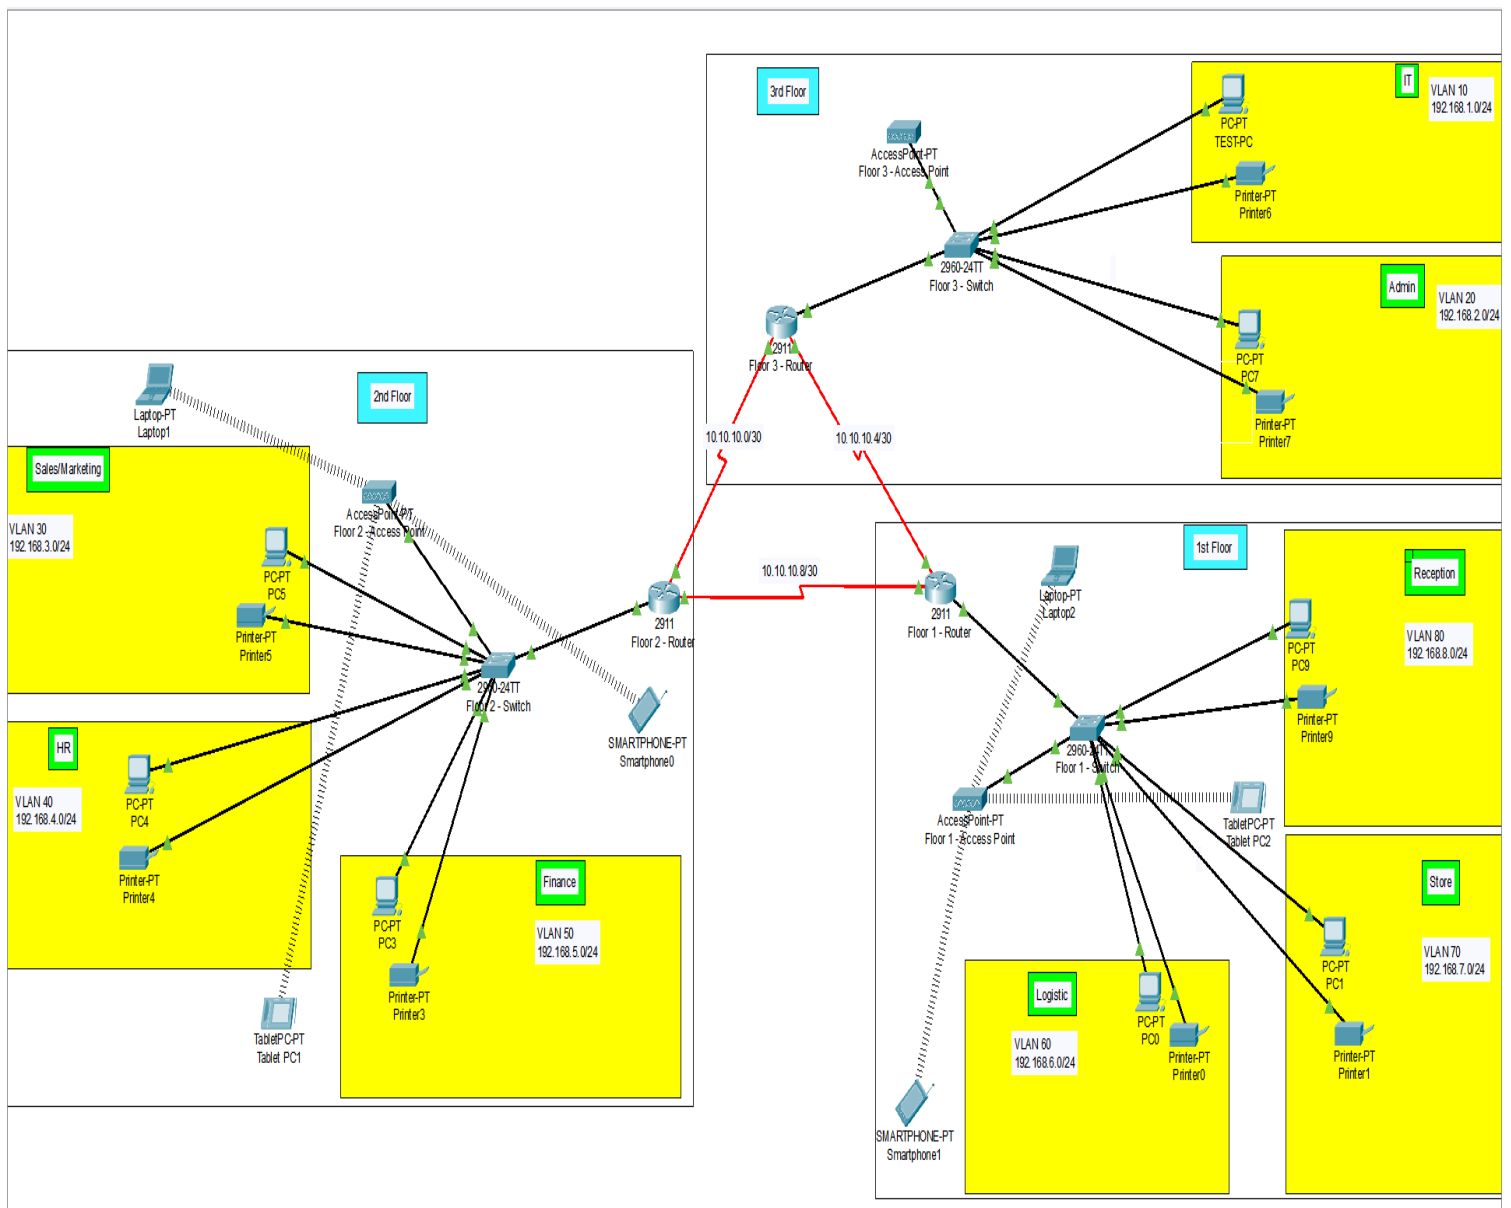 3rd Floor
IT
VLAN 10
192.168.1.0/24
PC-PT
TEST-PC
AccessPoint-PT
Floor 3 - Access Point
Printer-PT
Printer6
2960-24TT
Floor 3 - Switch
Admin
VLAN 20
192.168.2.0/24
PC-PT
PC7
2911
Floor 3 - Router
Printer-PT
Printer7
10.10.10.0/30
10.10.10.4/30
2nd Floor
Laptop-PT
Laptop1
Sales/Marketing
AccessPoint-PT
Floor 2 - Access Point
VLAN 30
192.168.3.0/24
PC-PT
PC5
Printer-PT
Printer5
10.10.10.8/30
2911
Floor 2 - Router
2960-24TT
Floor 2 - Switch
SMARTPHONE-PT
Smartphone0
HR
VLAN 40
192.168.4.0/24
PC-PT
PC4
Printer-PT
Printer4
Finance
VLAN 50
192.168.5.0/24
PC-PT
PC3
Printer-PT
Printer3
TabletPC-PT
Tablet PC1
1st Floor
Laptop-PT
Laptop2
2911
Floor 1 - Router
Reception
VLAN 80
192.168.8.0/24
PC-PT
PC9
Printer-PT
Printer9
2960-24TT
Floor 1 - Switch
AccessPoint-PT
Floor 1 - Access Point
TabletPC-PT
Tablet PC2
Store
VLAN 70
192.168.7.0/24
PC-PT
PC1
Printer-PT
Printer1
Logistic
VLAN 60
192.168.6.0/24
PC-PT
PC0
Printer-PT
Printer0
SMARTPHONE-PT
Smartphone1